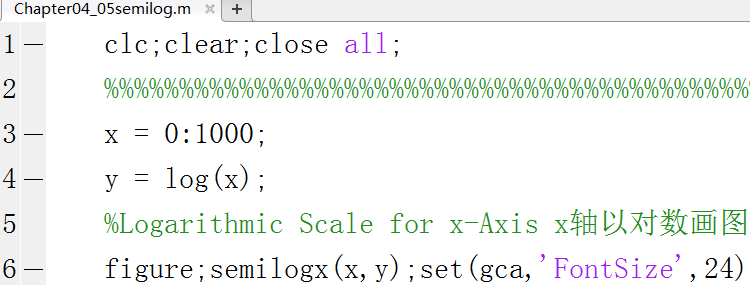 Chapter04_05semilog.m × +
1 — clc;clear;close all;
2 %%%%%%%%%%%%%%%%%%%%%%%%%%%%%%%%%%%%%%%%%%%
3 — x = 0:1000;
4 — y = log(x);
5 %Logarithmic Scale for x-Axis x轴以对数画图
6 — figure;semilogx(x,y);set(gca,'FontSize',24)